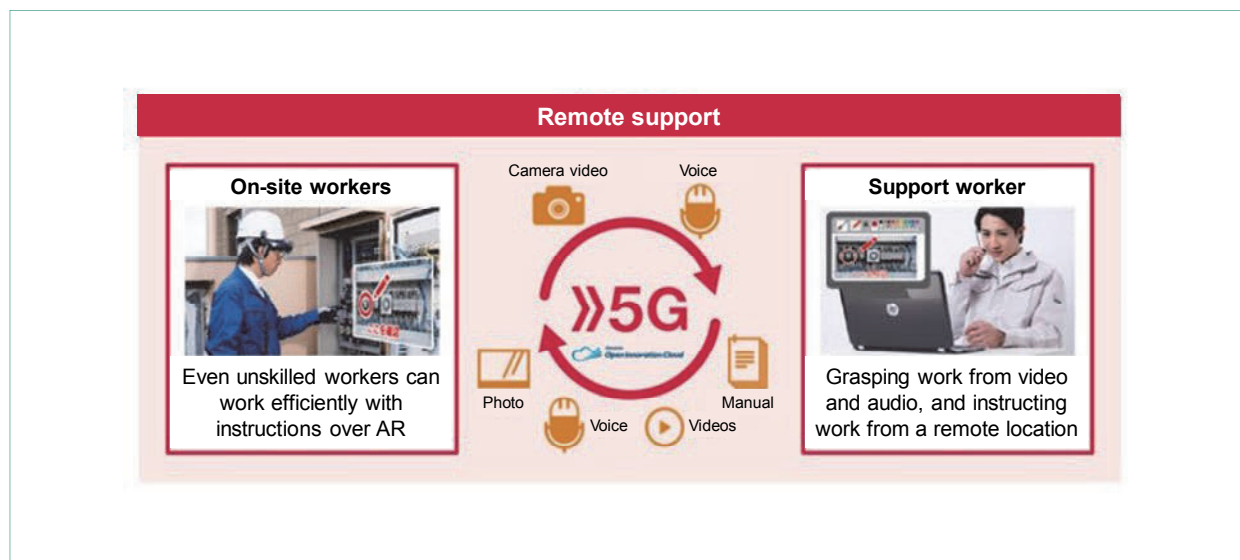 Remote support
On-site workers
Even unskilled workers can
work efficiently with
instructions over AR
Camera video
Voice
»5G
Open Innovation Cloud
Photo
Voice
Videos
Manual
Support worker
Grasping work from video
and audio, and instructing
work from a remote location